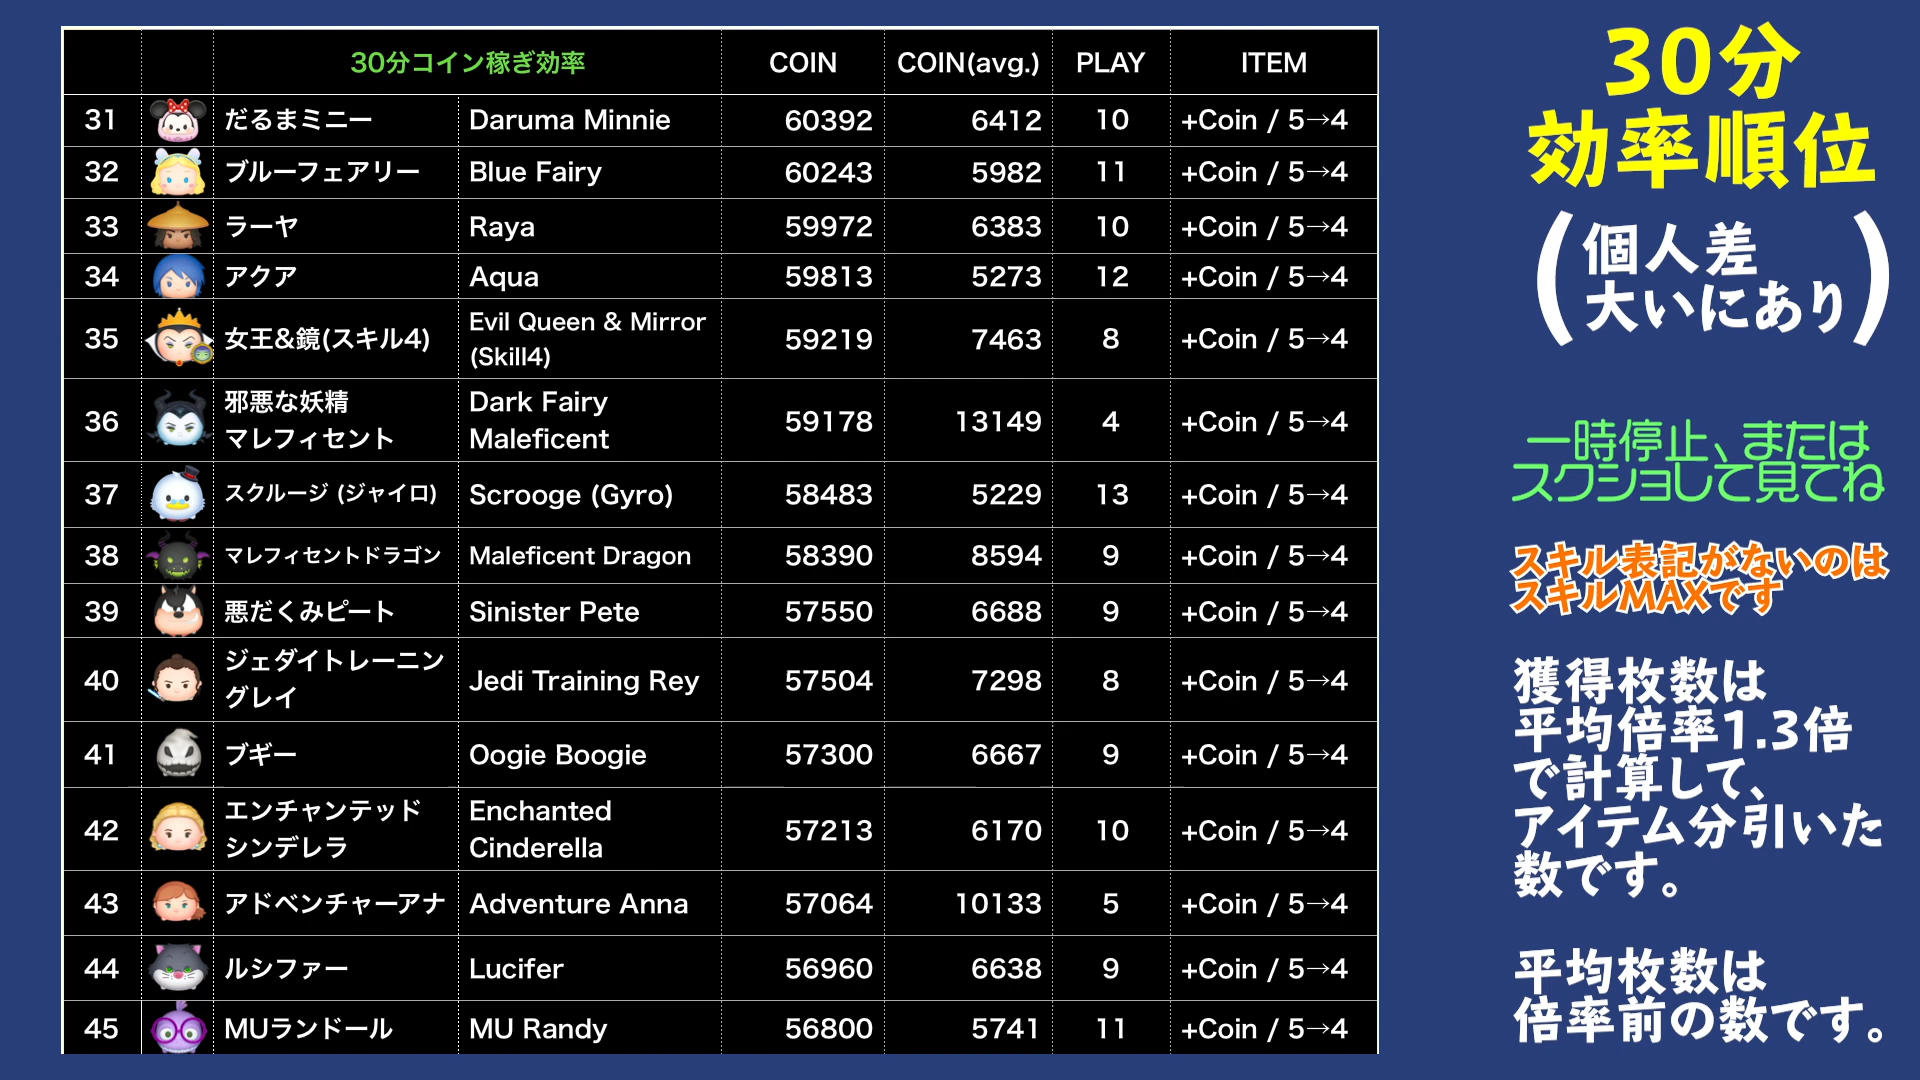 30分コイン稼ぎ効率 COIN COIN(avg.) PLAY ITEM
31 だるまミニー Daruma Minnie 60392 6412 10 +Coin / 5→4
32 ブルーフェアリー Blue Fairy 60243 5982 11 +Coin / 5→4
33 ラーヤ Raya 59972 6383 10 +Coin / 5→4
34 アクア Aqua 59813 5273 12 +Coin / 5→4
35 女王&鏡(スキル4) Evil Queen & Mirror (Skill4) 59219 7463 8 +Coin / 5→4
36 邪悪な妖精 マレフィセント Dark Fairy Maleficent 59178 13149 4 +Coin / 5→4
37 スクルージ (ジャイロ) Scrooge (Gyro) 58483 5229 13 +Coin / 5→4
38 マレフィセントドラゴン Maleficent Dragon 58390 8594 9 +Coin / 5→4
39 悪だくみピート Sinister Pete 57550 6688 9 +Coin / 5→4
40 ジェダイトレーニングレイ Jedi Training Rey 57504 7298 8 +Coin / 5→4
41 ブギー Oogie Boogie 57300 6667 9 +Coin / 5→4
42 エンチャンテッド シンデレラ Enchanted Cinderella 57213 6170 10 +Coin / 5→4
43 アドベンチャーアナ Adventure Anna 57064 10133 5 +Coin / 5→4
44 ルシファー Lucifer 56960 6638 9 +Coin / 5→4
45 MUランドール MU Randy 56800 5741 11 +Coin / 5→4
30分
効率順位
(個人差
大いにあり)
一時停止、または
スクショして見てね
スキル表記がないのは
スキルMAXです
獲得枚数は
平均倍率1.3倍
で計算して、
アイテム分引いた
数です。
平均枚数は
倍率前の数です。